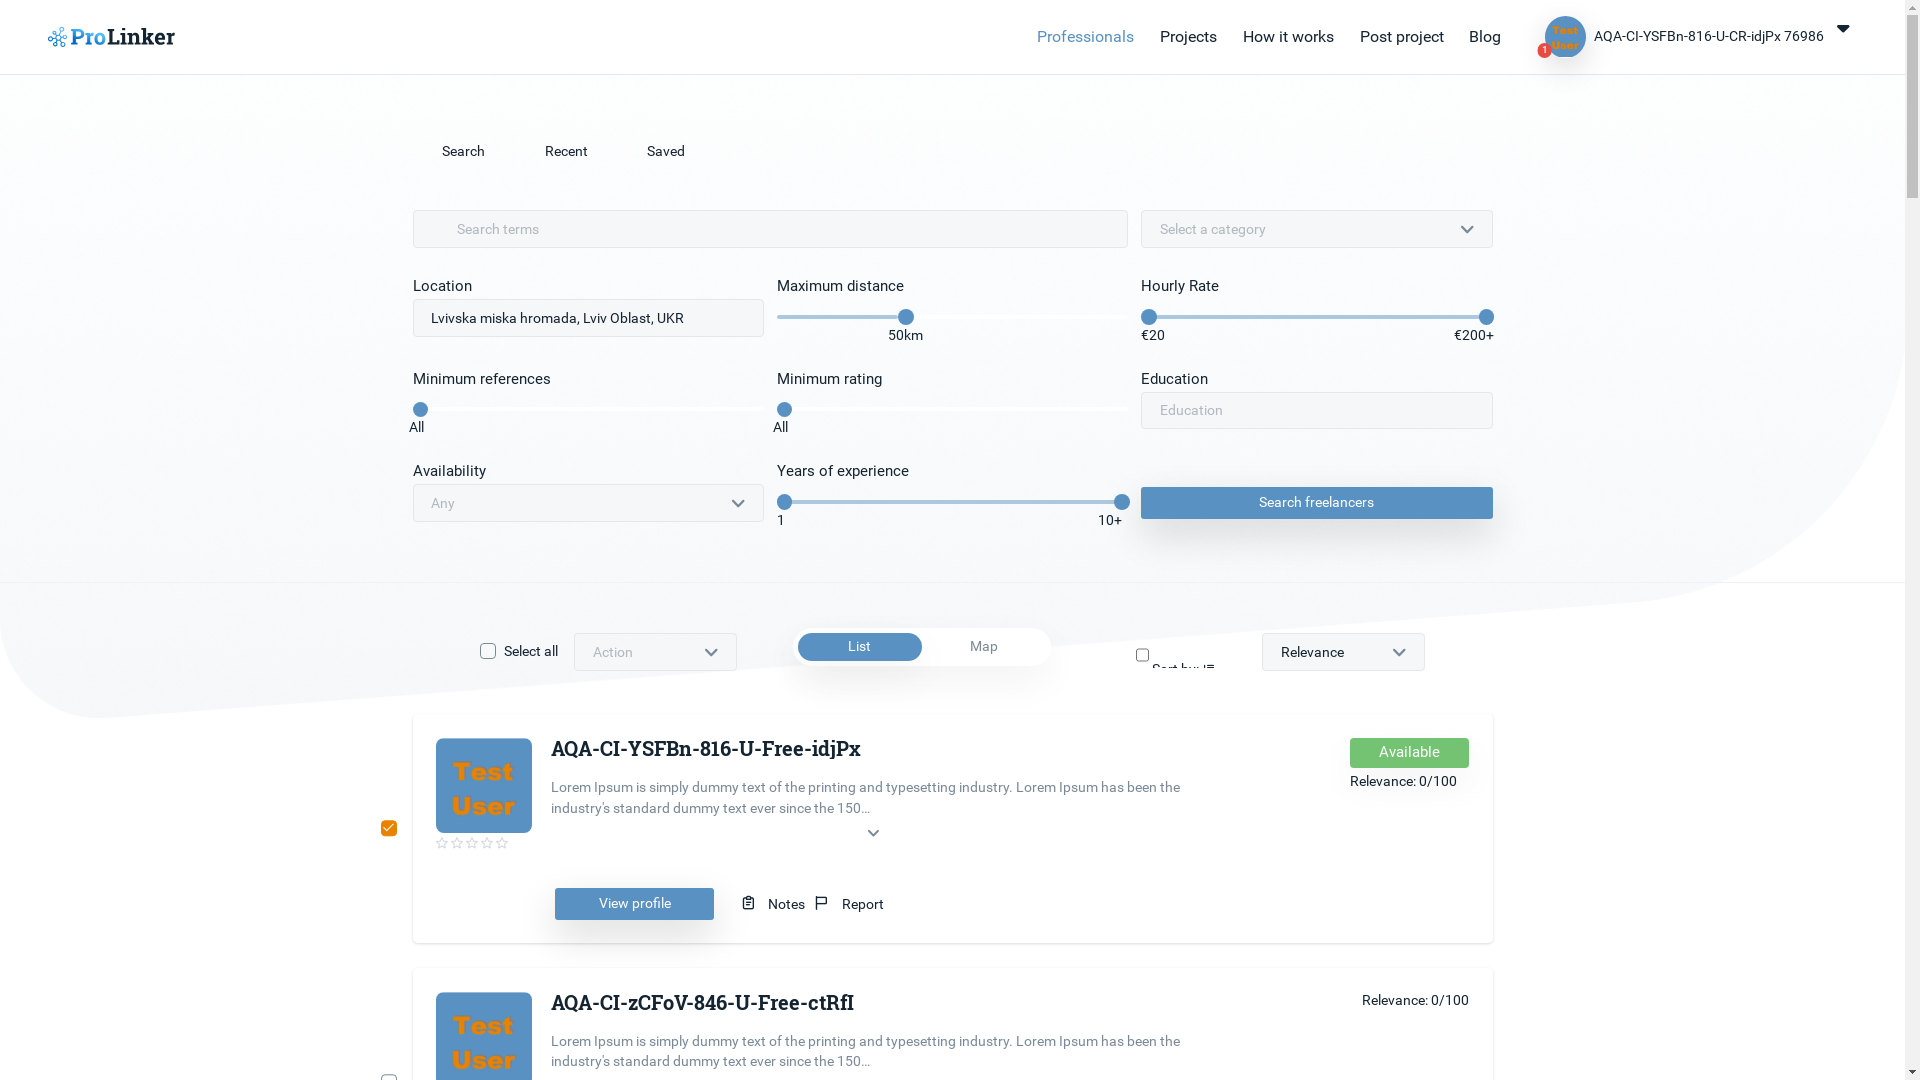 ProLinker
Professionals
Projects
How it works
Post project
Blog
1
Test
User
AQA-CI-YSFBn-816-U-CR-idjPx 76986
Search
Recent
Saved
Search terms
Select a category
Location
Maximum distance
Hourly Rate
Lvivska miska hromada, Lviv Oblast, UKR
50km
€20
€200+
Minimum references
Minimum rating
Education
All
All
Education
Availability
Years of experience
Any
1
10+
Search freelancers
Select all
Action
List
Map
Sort by:
Relevance
Test
User
AQA-CI-YSFBn-816-U-Free-idjPx
Available
Relevance: 0/100
Lorem Ipsum is simply dummy text of the printing and typesetting industry. Lorem Ipsum has been the
industry's standard dummy text ever since the 150...
View profile
Notes
Report
Test
User
AQA-CI-zCFoV-846-U-Free-ctRfI
Relevance: 0/100
Lorem Ipsum is simply dummy text of the printing and typesetting industry. Lorem Ipsum has been the
industry's standard dummy text ever since the 150...